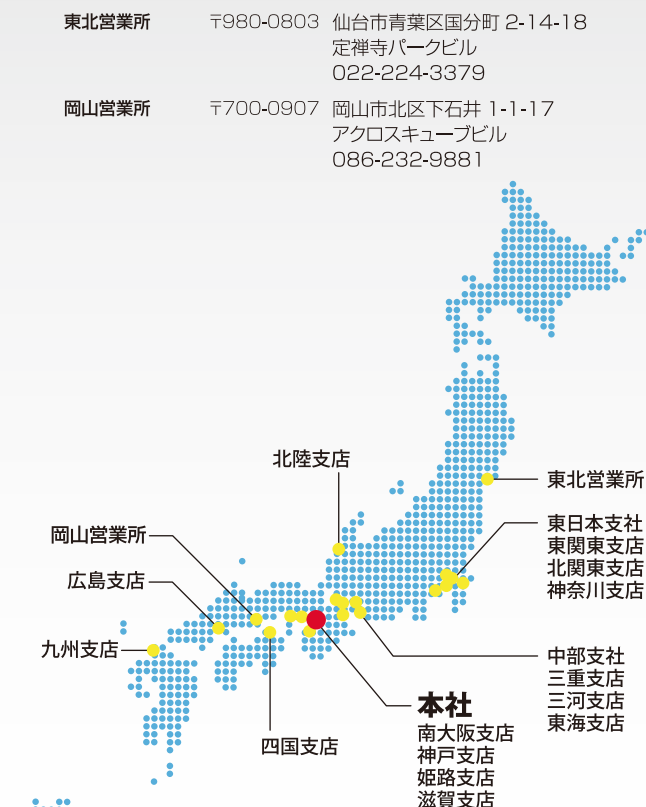 東北営業所 〒980-0803 仙台市青葉区国分町 2-14-18
定禅寺パークビル
022-224-3379
岡山営業所 〒700-0907 岡山市北区下石井 1-1-17
アクロスキューブビル
086-232-9881
北陸支店
東北営業所
岡山営業所
東日本支社
東関東支店
北関東支店
神奈川支店
広島支店
九州支店
中部支社
三重支店
三河支店
東海支店
四国支店
本社
南大阪支店
神戸支店
姫路支店
滋賀支店